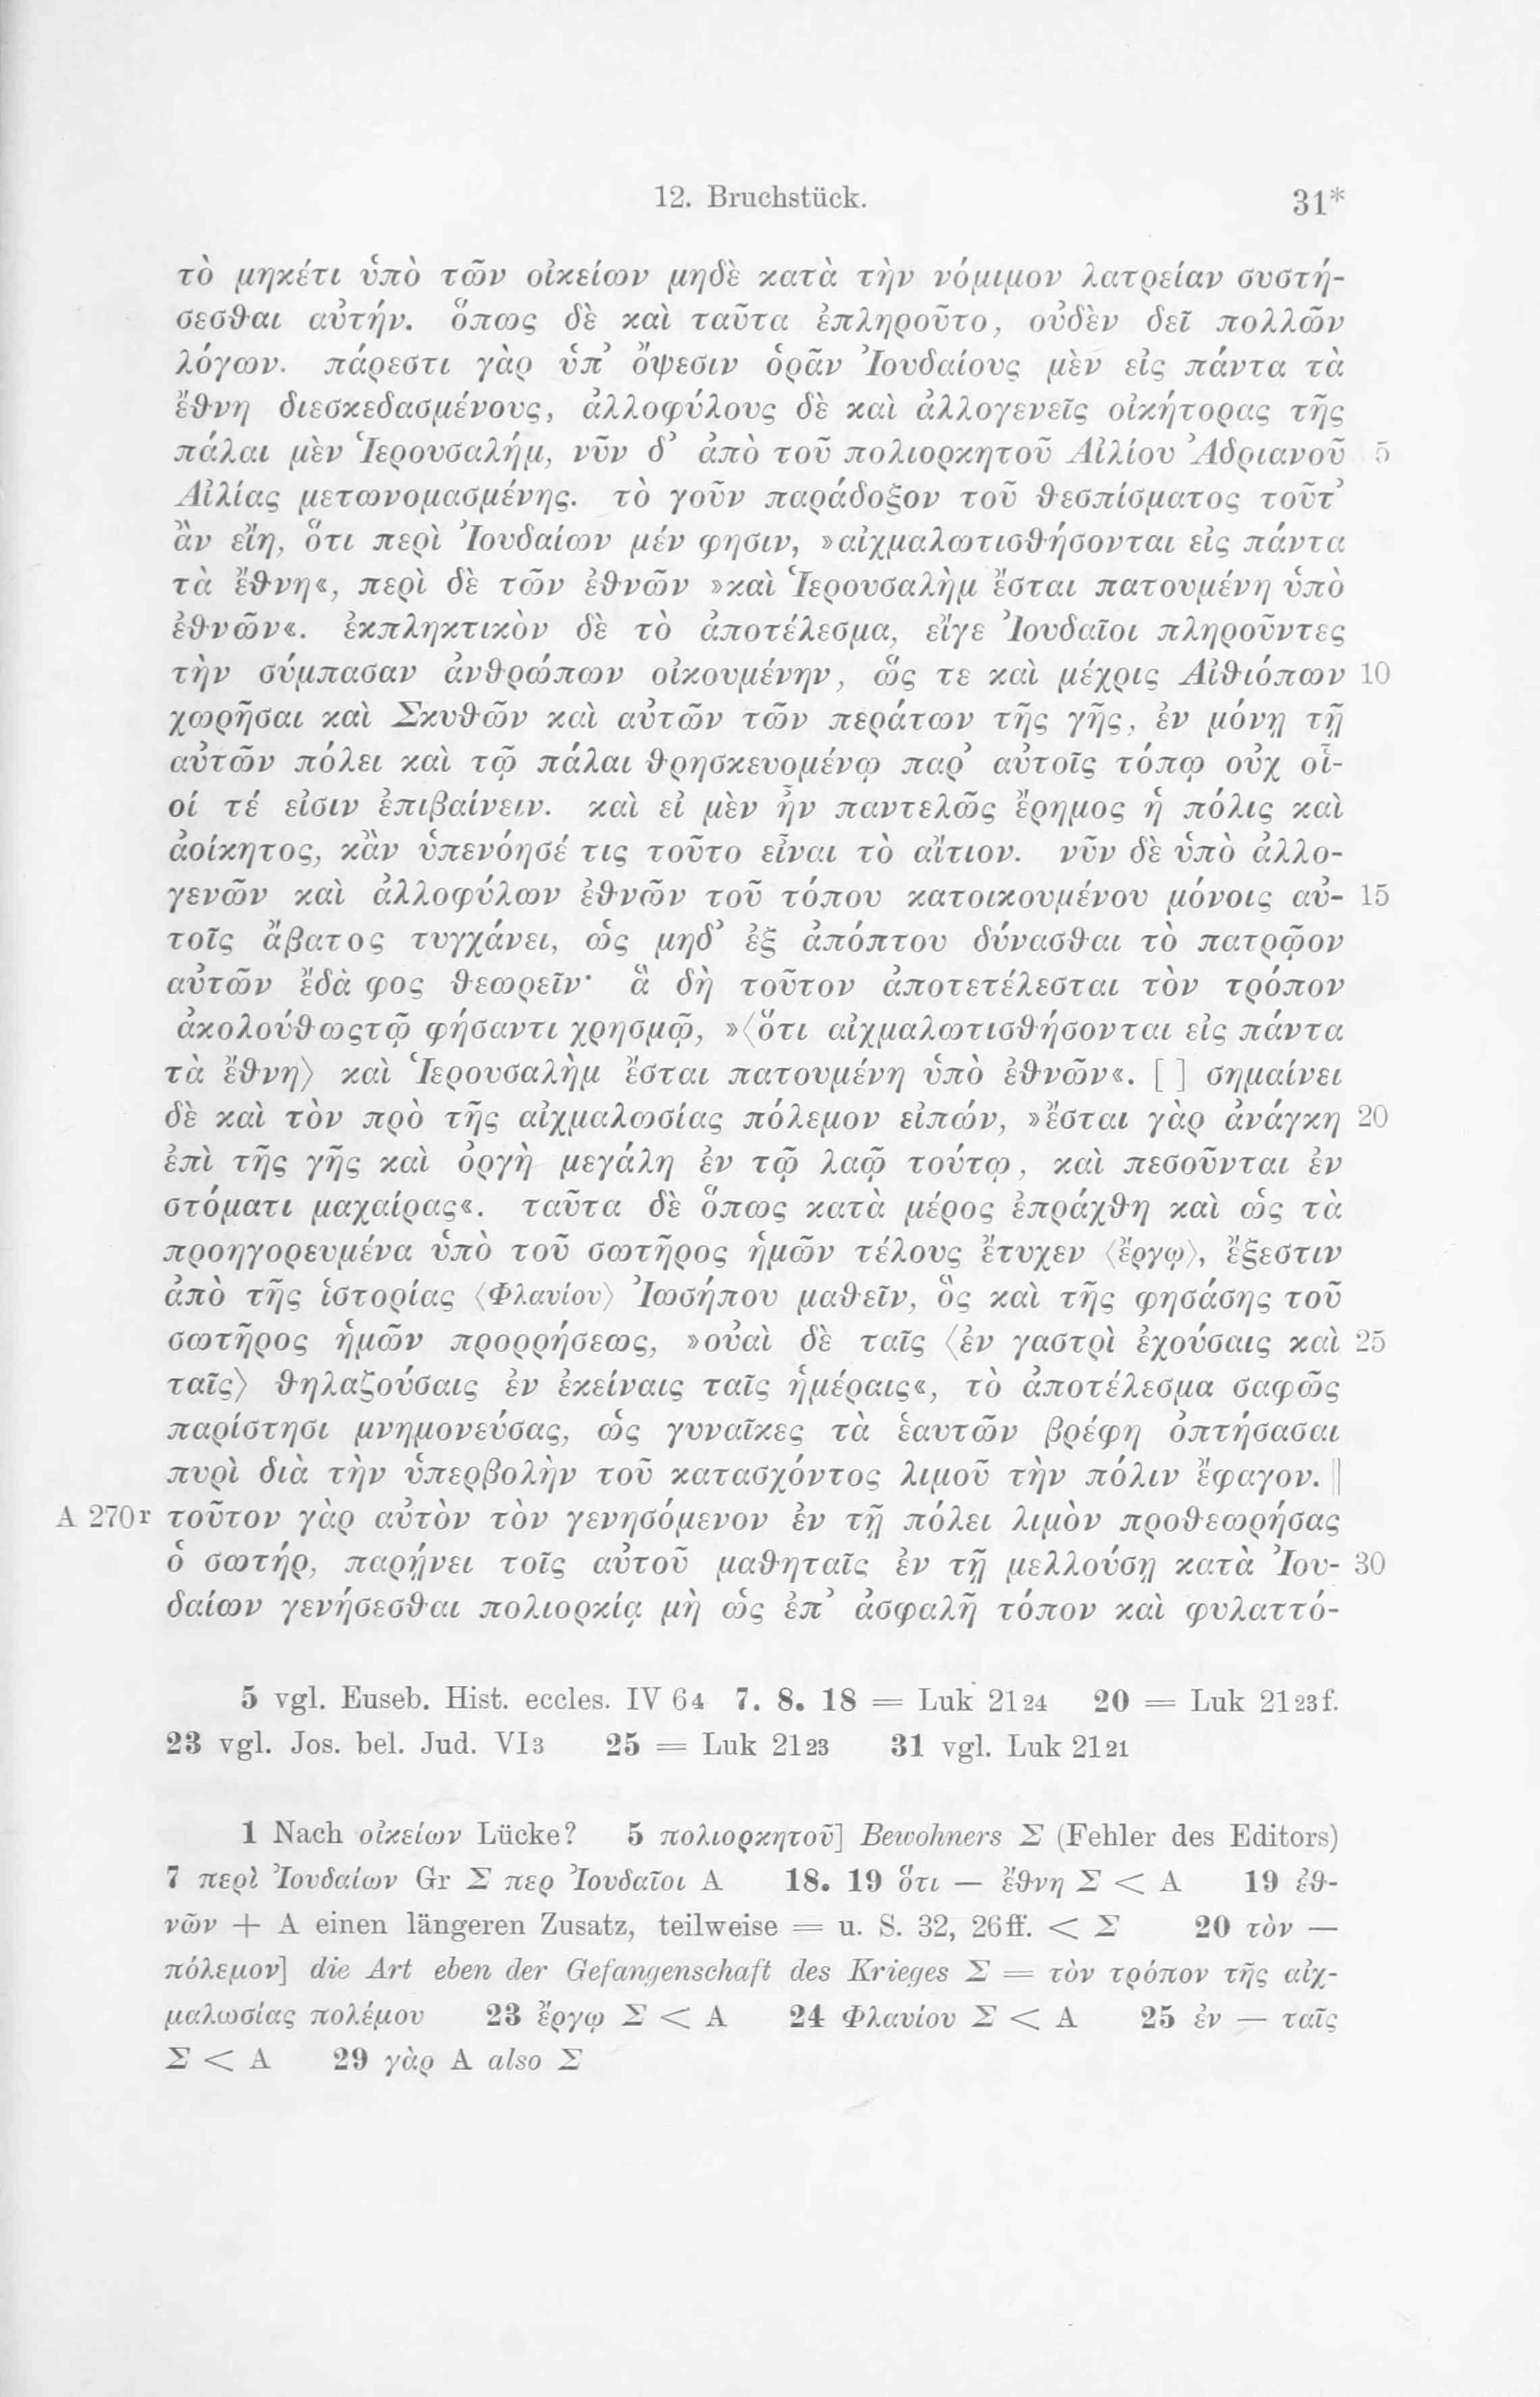 12. Bruchstück. 31*
τὸ μηκέτι ὑπὸ τῶν οἰκείων μηδὲ κατὰ τὴν νόμιμον λατρείαν συστή-
σεσθαι αὐτήν. ὅπως δὲ καὶ ταῦτα ἐπληροῦτο, οὐδὲν δεῖ πολλῶν
λόγων. πάρεστι γὰρ ὑπ᾽ ὄψεσιν ὁρᾶν Ἰουδαίους μὲν εἰς πάντα τὰ
ἔθνη διεσκεδασμένους, ἀλλοφύλους δὲ καὶ ἀλλογενεῖς οἰκήτορας τῆς
πάλαι μὲν Ἱερουσαλήμ, νῦν δ᾽ ἀπὸ τοῦ πολιορκητοῦ Αἰλίου Ἀδριανοῦ 5
Αἰλίας μετωνομασμένης. τὸ γοῦν παράδοξον τοῦ θεσπίσματος τοῦτ᾽
ἂν εἴη, ὅτι περὶ Ἰουδαίων μέν φησιν, »αἰχμαλωτισθήσονται εἰς πάντα
τὰ ἔθνη«, περὶ δὲ τῶν ἐθνῶν »καὶ Ἱερουσαλὴμ ἔσται πατουμένη ὑπὸ
ἐθνῶν«. ἐκπληκτικὸν δὲ τὸ ἀποτέλεσμα, εἴγε Ἰουδαῖοι πληροῦντες
τὴν σύμπασαν ἀνθρώπων οἰκουμένην, ὥς τε καὶ μέχρις Αἰθιόπων 10
χωρῆσαι καὶ Σκυθῶν καὶ αὐτῶν τῶν περάτων τῆς γῆς, ἐν μόνῃ τῇ
αὐτῶν πόλει καὶ τῷ πάλαι θρησκευομένῳ παρ᾽ αὐτοῖς τόπῳ οὐχ οἷ-
οί τέ εἰσιν ἐπιβαίνειν. καὶ εἰ μὲν ἦν παντελῶς ἔρημος ἡ πόλις καὶ
ἀοίκητος, κἂν ὑπενόησέ τις τοῦτο εἶναι τὸ αἴτιον. νῦν δὲ ὑπὸ ἀλλο-
γενῶν καὶ ἀλλοφύλων ἐθνῶν τοῦ τόπου κατοικουμένου μόνοις αὐ- 15
τοῖς ἄβατος τυγχάνει, ὡς μηδ᾽ ἐξ ἀπόπτου δύνασθαι τὸ πατρῷον
αὐτῶν ἔδὰ φος θεωρεῖν· ἃ δὴ τοῦτον ἀποτετέλεσται τὸν τρόπον
ἀκολούθωςτῷ φήσαντι χρησμῷ, »⟨ὅτι αἰχμαλωτισθήσονται εἰς πάντα
τὰ ἔθνη⟩ καὶ Ἱερουσαλὴμ ἔσται πατουμένη ὑπὸ ἐθνῶν«. [ ] σημαίνει
δὲ καὶ τὸν πρὸ τῆς αἰχμαλωσίας πόλεμον εἰπών, »ἔσται γὰρ ἀνάγκη 20
ἐπὶ τῆς γῆς καὶ ὀργὴ μεγάλη ἐν τῷ λαῷ τούτῳ, καὶ πεσοῦνται ἐν
στόματι μαχαίρας«. ταῦτα δὲ ὅπως κατὰ μέρος ἐπράχθη καὶ ὡς τὰ
προηγορευμένα ὑπὸ τοῦ σωτῆρος ἡμῶν τέλους ἔτυχεν ⟨ἔργῳ⟩, ἔξεστιν
ἀπὸ τῆς ἱστορίας ⟨Φλαυίου⟩ Ἰωσήπου μαθεῖν, ὃς καὶ τῆς φησάσης τοῦ
σωτῆρος ἡμῶν προρρήσεως, »οὐαὶ δὲ ταῖς ⟨ἐν γαστρὶ ἐχούσαις καὶ 25
ταῖς⟩ θηλαζούσαις ἐν ἐκείναις ταῖς ἡμέραις«, τὸ ἀποτέλεσμα σαφῶς
παρίστησι μνημονεύσας, ὡς γυναῖκες τὰ ἑαυτῶν βρέφη ὀπτήσασαι
πυρὶ διὰ τὴν ὑπερβολὴν τοῦ κατασχόντος λιμοῦ τὴν πόλιν ἔφαγον. ||
A 270r τοῦτον γὰρ αὐτὸν τὸν γενησόμενον ἐν τῇ πόλει λιμὸν προθεωρήσας
ὁ σωτήρ, παρῄνει τοῖς αὐτοῦ μαθηταῖς ἐν τῇ μελλούσῃ κατὰ Ἰου- 30
δαίων γενήσεσθαι πολιορκίᾳ μὴ ὡς ἐπ᾽ ἀσφαλῆ τόπον καὶ φυλαττό-
5 vgl. Euseb. Hist. eccles. IV 6 4 7. 8. 18 = Luk 21 24 20 = Luk 21 23 f.
23 vgl. Jos. bel. Jud. VI 3 25 = Luk 21 23 31 vgl. Luk 21 21
1 Nach οἰκείων Lücke? 5 πολιορκητοῦ] Bewohners Σ (Fehler des Editors)
7 περὶ Ἰουδαίων Gr Σ περ Ἰουδαῖοι A 18. 19 ὅτι — ἔθνη Σ < A 19 ἐθ-
νῶν + A einen längeren Zusatz, teilweise = u. S. 32, 26 ff. < Σ 20 τὸν —
πόλεμον] die Art eben der Gefangenschaft des Krieges Σ = τὸν τρόπον τῆς αἰχ-
μαλωσίας πολέμου 23 ἔργῳ Σ < A 24 Φλαυίου Σ < A 25 ἐν — ταῖς
Σ < A 29 γὰρ A also Σ